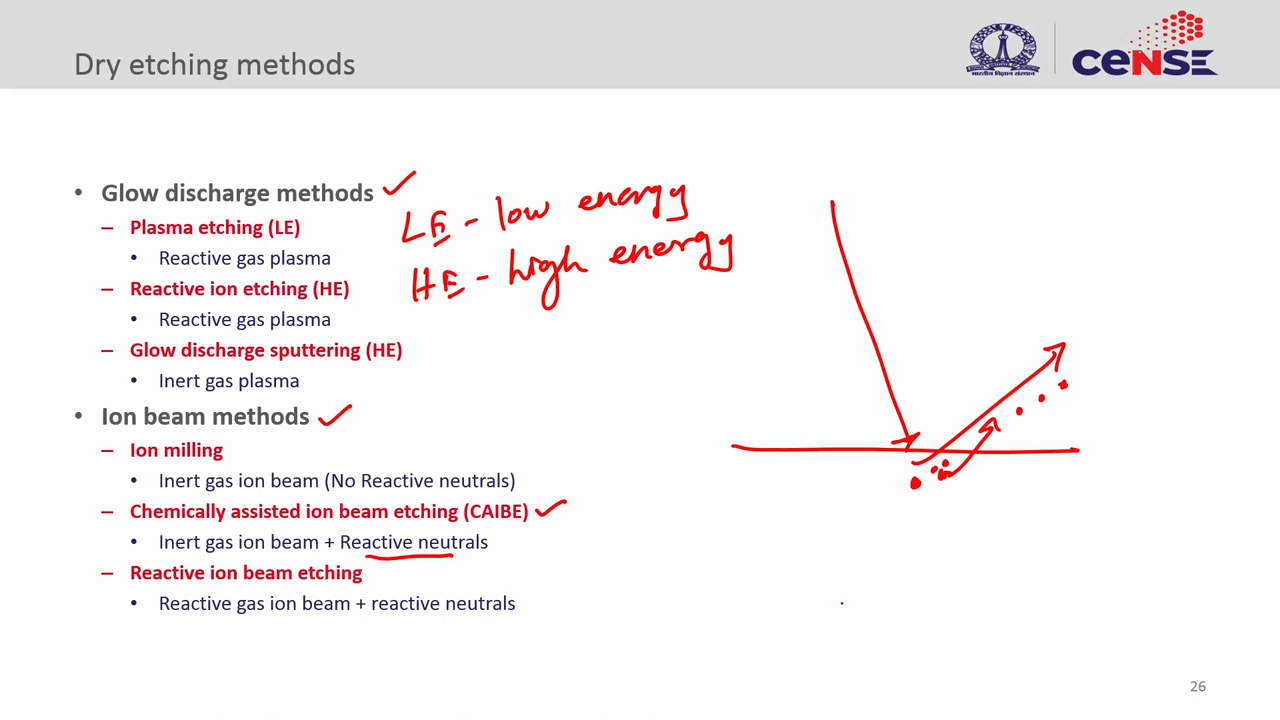 Dry etching methods
भारतीय विज्ञान संस्थान
CeNSE
• Glow discharge methods
– Plasma etching (LE)
• Reactive gas plasma
– Reactive ion etching (HE)
• Reactive gas plasma
– Glow discharge sputtering (HE)
• Inert gas plasma
• Ion beam methods
– Ion milling
• Inert gas ion beam (No Reactive neutrals)
– Chemically assisted ion beam etching (CAIBE)
• Inert gas ion beam + Reactive neutrals
– Reactive ion beam etching
• Reactive gas ion beam + reactive neutrals
LE - low energy
HE - high energy
26